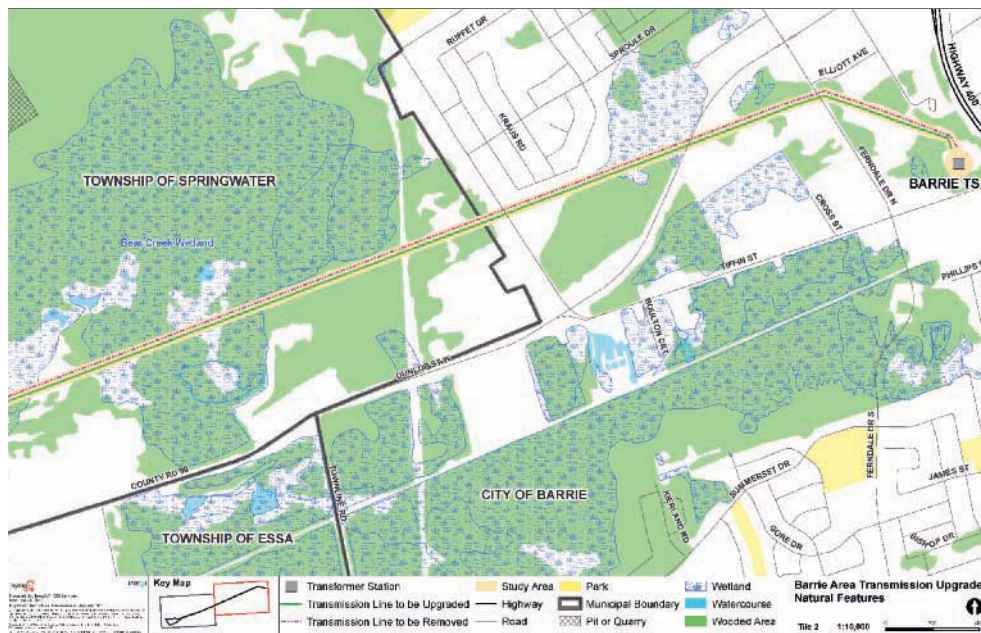 RUFFET DR
SPROULE DR
ELLIOTT AVE
HIGHWAY 400
KRAUS RD
TOWNSHIP OF SPRINGWATER
FERNDALE DR N
BARRIE TS
CROSS ST
Bear Creek Wetland
TIFFIN ST
PHILLIPS
BOULTON CRT
DUNLOP ST W
COUNTY RD 90
TOWNLINE RD
CITY OF BARRIE
SUMMERSET DR
FERNDALE DR S
JAMES ST
KIERLAND RD
GORE DR
BISHOP DR
TOWNSHIP OF ESSA
Key Map
Transformer Station
Study Area
Park
Wetland
Transmission Line to be Upgraded
Highway
Municipal Boundary
Watercourse
Transmission Line to be Removed
Road
Pit or Quarry
Wooded Area
Barrie Area Transmission Upgrade
Natural Features
Tile 2 1:10,000